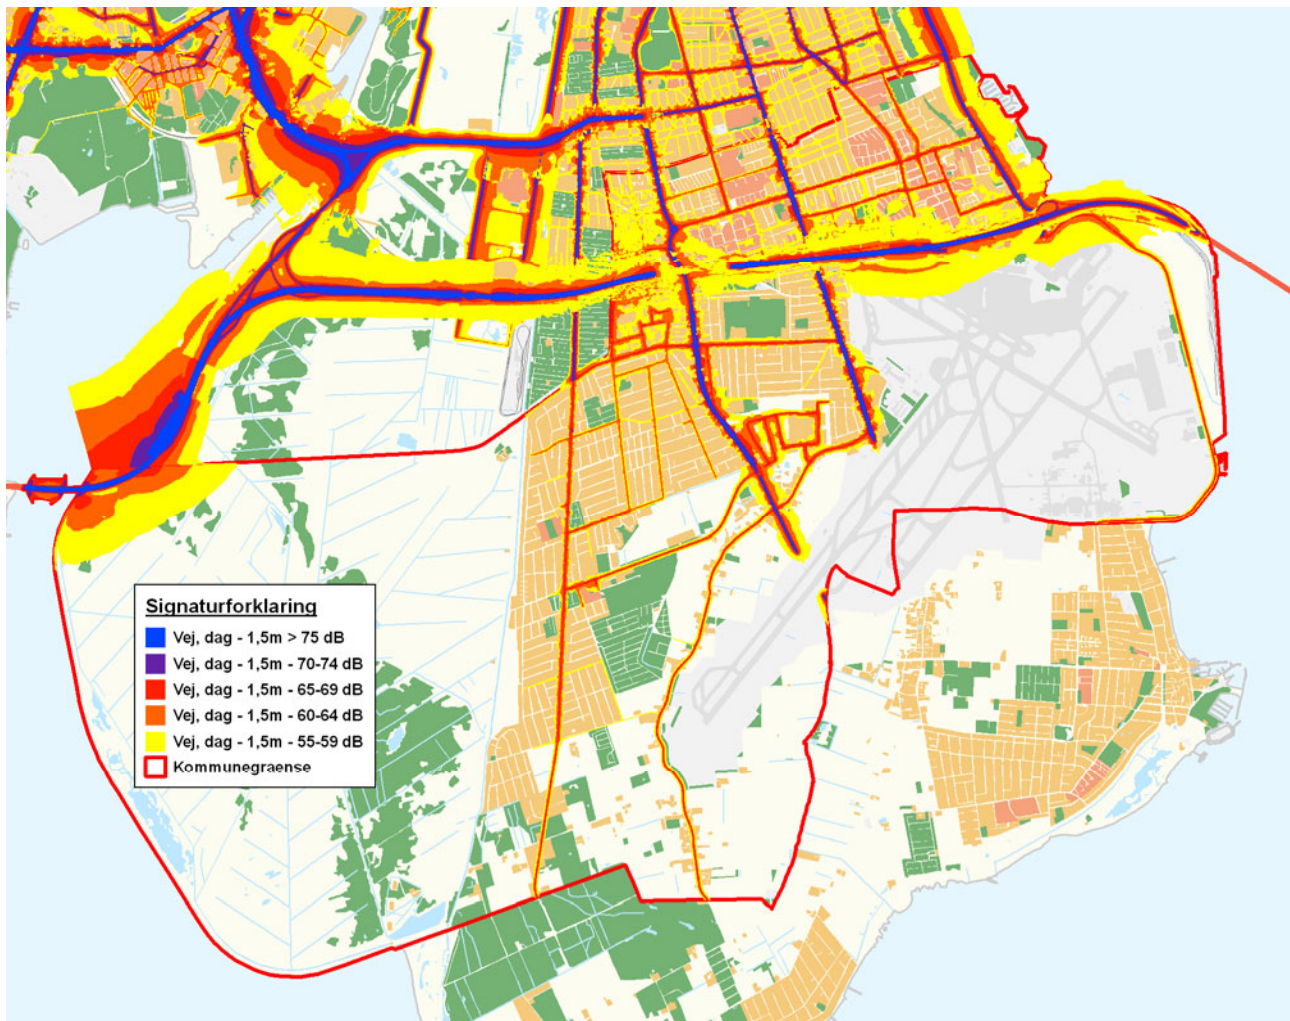 Signaturforklaring
Vej, dag - 1,5m > 75 dB
Vej, dag - 1,5m - 70-74 dB
Vej, dag - 1,5m - 65-69 dB
Vej, dag - 1,5m - 60-64 dB
Vej, dag - 1,5m - 55-59 dB
Kommunegraense